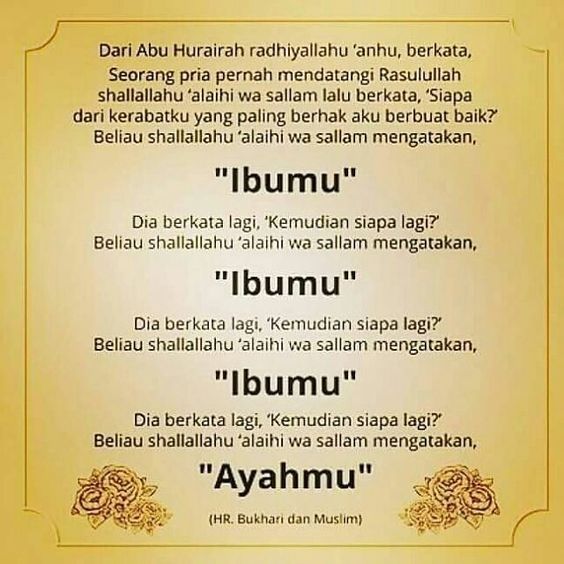 Dari Abu Hurairah radhiyallahu ‘anhu, berkata,
Seorang pria pernah mendatangi Rasulullah
shallallahu ‘alaihi wa sallam lalu berkata, ‘Siapa
dari kerabatku yang paling berhak aku berbuat baik?’
Beliau shallallahu ‘alaihi wa sallam mengatakan,
"Ibumu"
Dia berkata lagi, ‘Kemudian siapa lagi?’
Beliau shallallahu ‘alaihi wa sallam mengatakan,
"Ibumu"
Dia berkata lagi, ‘Kemudian siapa lagi?’
Beliau shallallahu ‘alaihi wa sallam mengatakan,
"Ibumu"
Dia berkata lagi, ‘Kemudian siapa lagi?’
Beliau shallallahu ‘alaihi wa sallam mengatakan,
"Ayahmu"
(HR. Bukhari dan Muslim)